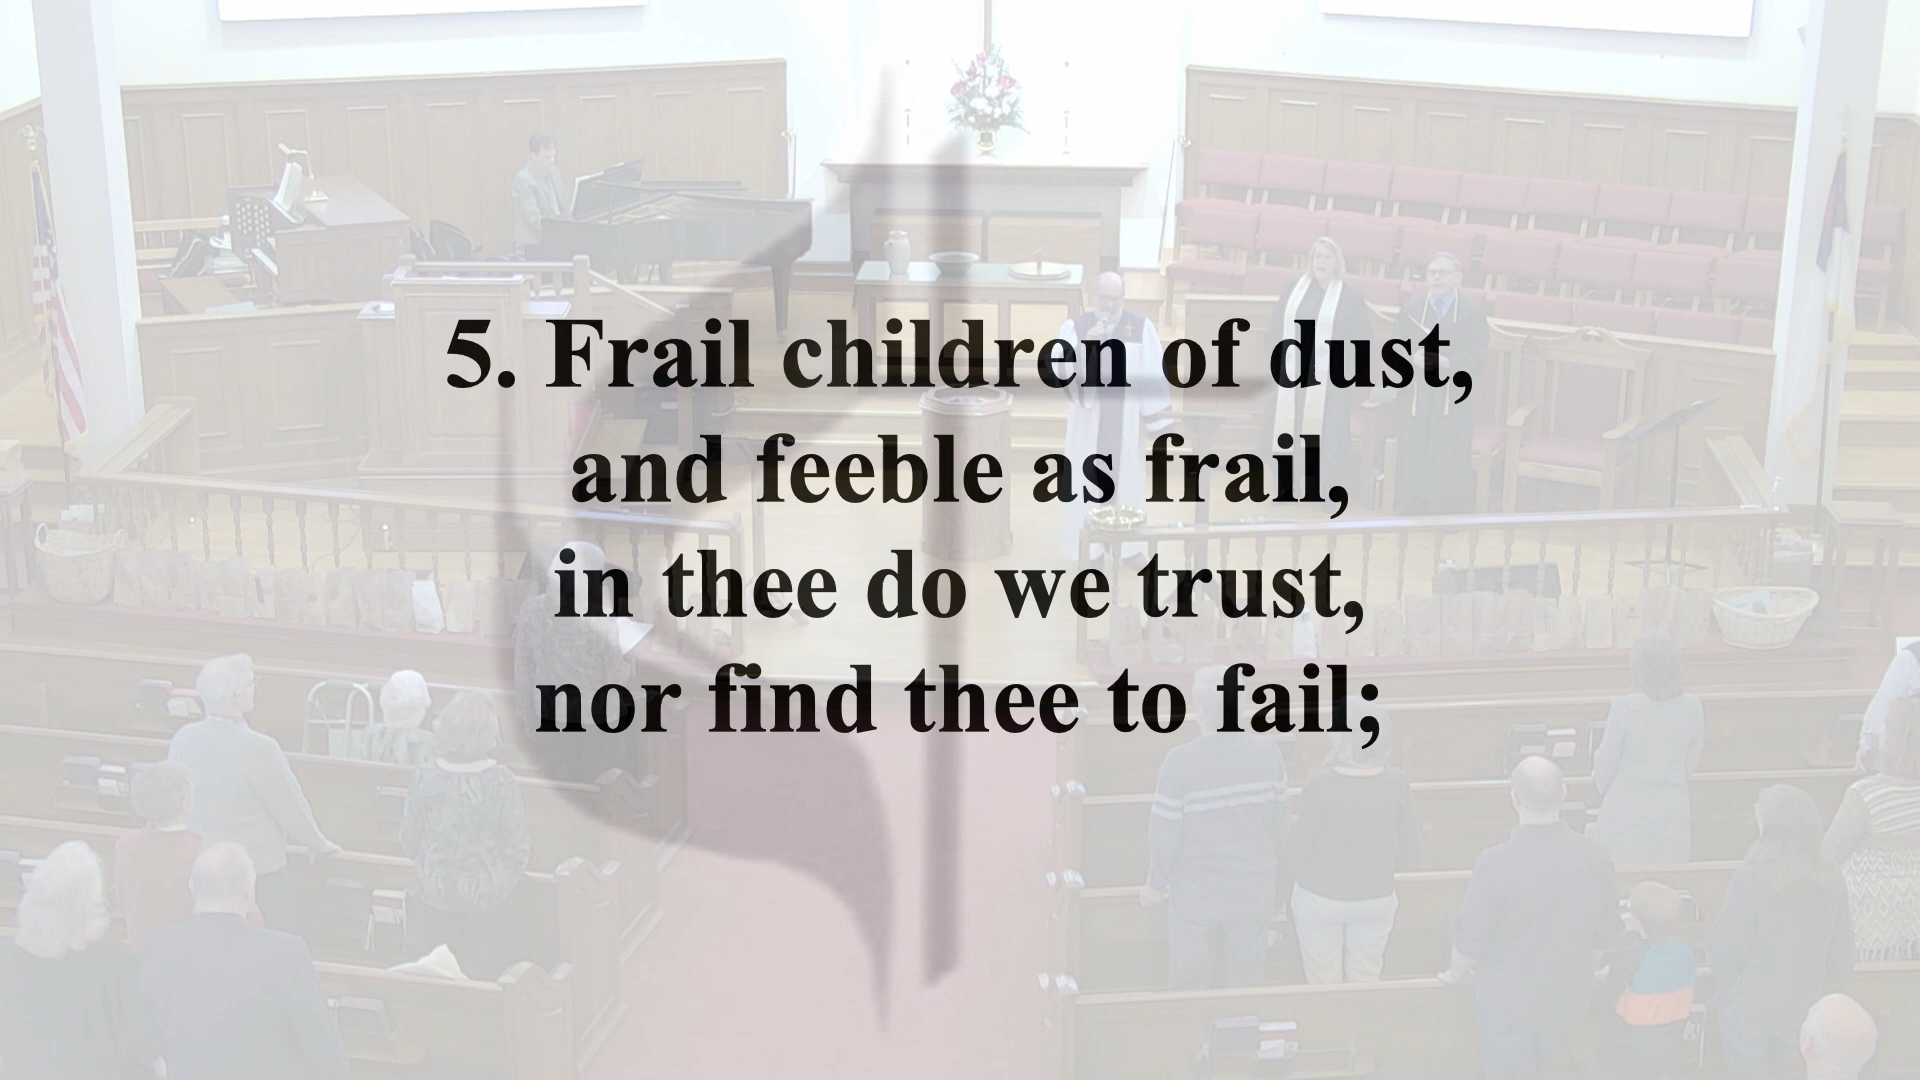 5. Frail children of dust,
and feeble as frail,
in thee do we trust,
nor find thee to fail;